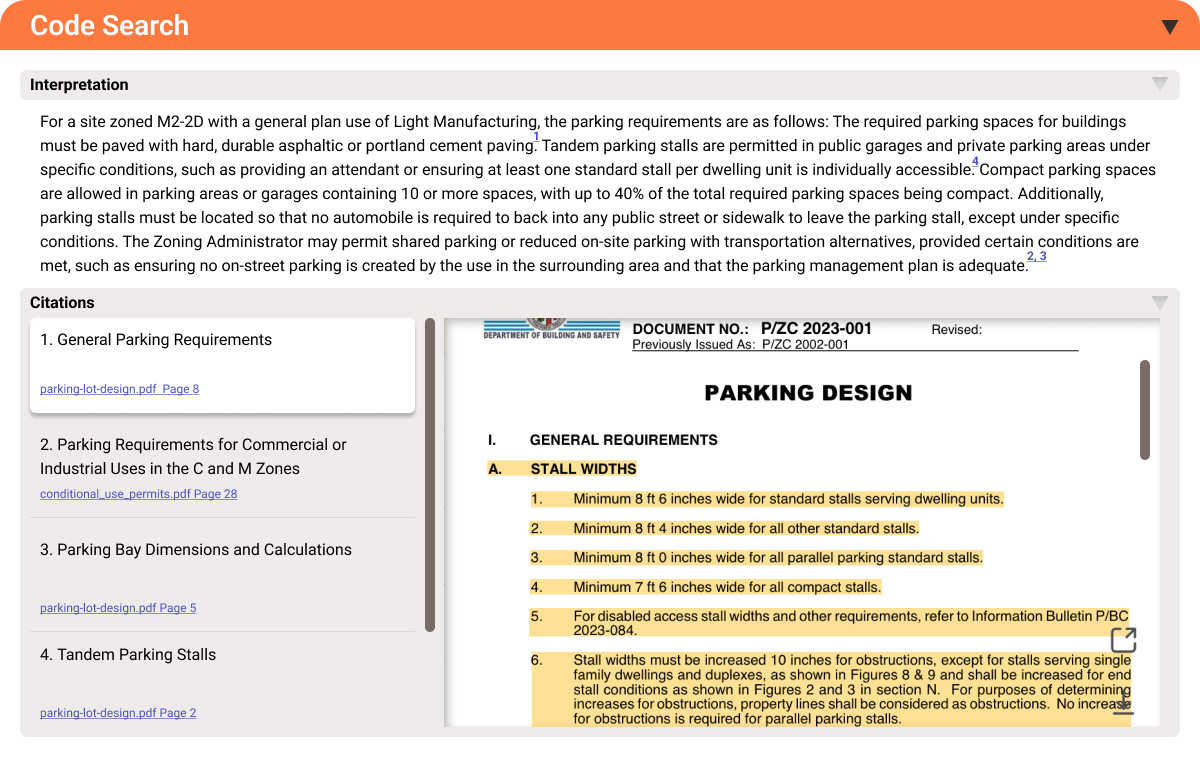 Code Search
Interpretation
For a site zoned M2-2D with a general plan use of Light Manufacturing, the parking requirements are as follows: The required parking spaces for buildings
must be paved with hard, durable asphaltic or portland cement paving.1 Tandem parking stalls are permitted in public garages and private parking areas under
specific conditions, such as providing an attendant or ensuring at least one standard stall per dwelling unit is individually accessible.4 Compact parking spaces
are allowed in parking areas or garages containing 10 or more spaces, with up to 40% of the total required parking spaces being compact. Additionally,
parking stalls must be located so that no automobile is required to back into any public street or sidewalk to leave the parking stall, except under specific
conditions. The Zoning Administrator may permit shared parking or reduced on-site parking with transportation alternatives, provided certain conditions are
met, such as ensuring no on-street parking is created by the use in the surrounding area and that the parking management plan is adequate.2, 3
Citations
1. General Parking Requirements
parking-lot-design.pdf Page 8
2. Parking Requirements for Commercial or
Industrial Uses in the C and M Zones
conditional_use_permits.pdf Page 28
3. Parking Bay Dimensions and Calculations
parking-lot-design.pdf Page 5
4. Tandem Parking Stalls
parking-lot-design.pdf Page 2
DEPARTMENT OF BUILDING AND SAFETY
DOCUMENT NO.: P/ZC 2023-001 Revised:
Previously Issued As: P/ZC 2002-001
PARKING DESIGN
I. GENERAL REQUIREMENTS
A. STALL WIDTHS
1. Minimum 8 ft 6 inches wide for standard stalls serving dwelling units.
2. Minimum 8 ft 4 inches wide for all other standard stalls.
3. Minimum 8 ft 0 inches wide for all parallel parking standard stalls.
4. Minimum 7 ft 6 inches wide for all compact stalls.
5. For disabled access stall widths and other requirements, refer to Information Bulletin P/BC
2023-084.
6. Stall widths must be increased 10 inches for obstructions, except for stalls serving single
family dwellings and duplexes, as shown in Figures 8 & 9 and shall be increased for end
stall conditions as shown in Figures 2 and 3 in section N. For purposes of determining
increases for obstructions, property lines shall be considered as obstructions. No increase
for obstructions is required for parallel parking stalls.